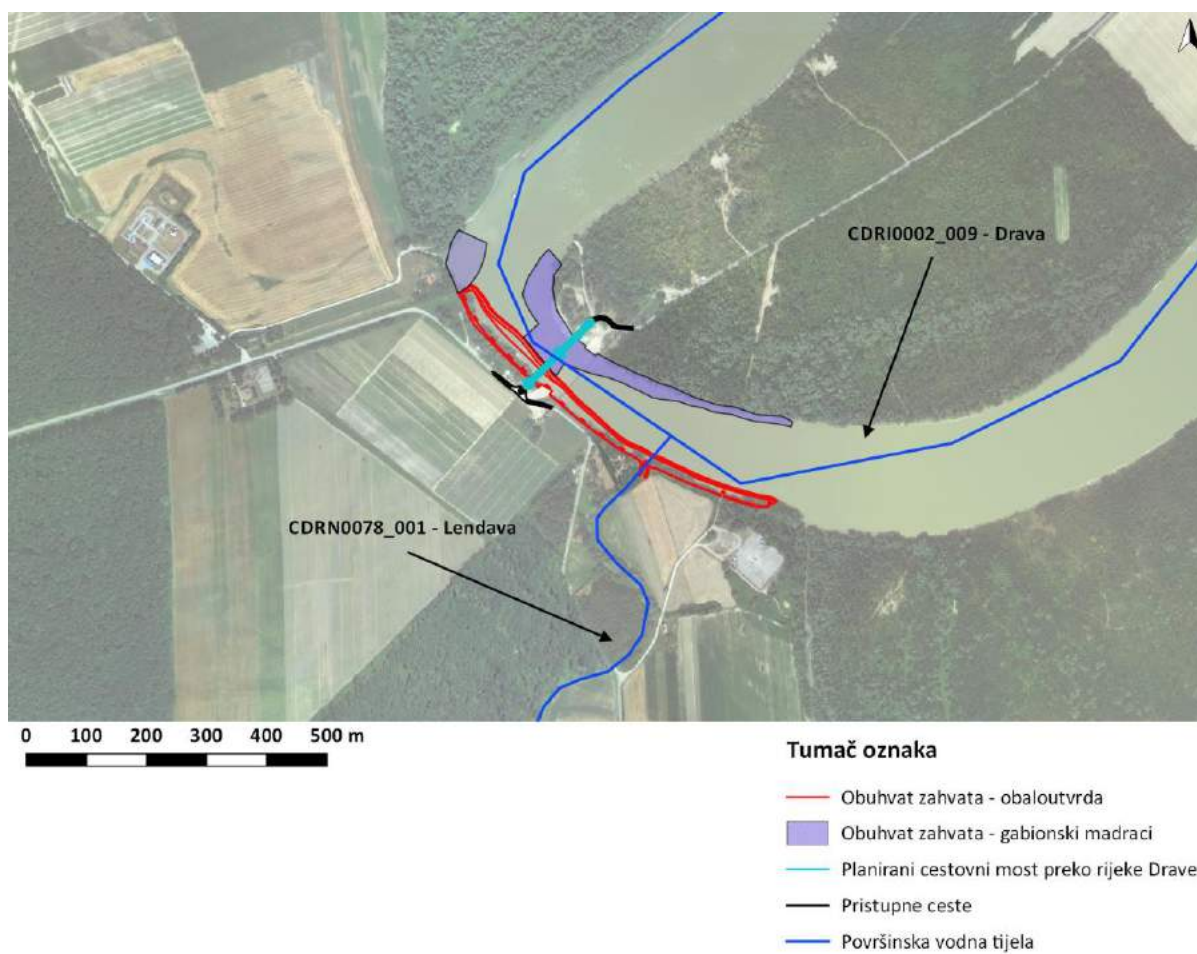 CDRI0002_009 - Drava
CDRN0078_001 - Lendava
0 100 200 300 400 500 m
Tumač oznaka
Obuhvat zahvata - obaloutvrda
Obuhvat zahvata - gabionski madraci
Planirani cestovni most preko rijeke Drave
Pristupne ceste
Površinska vodna tijela